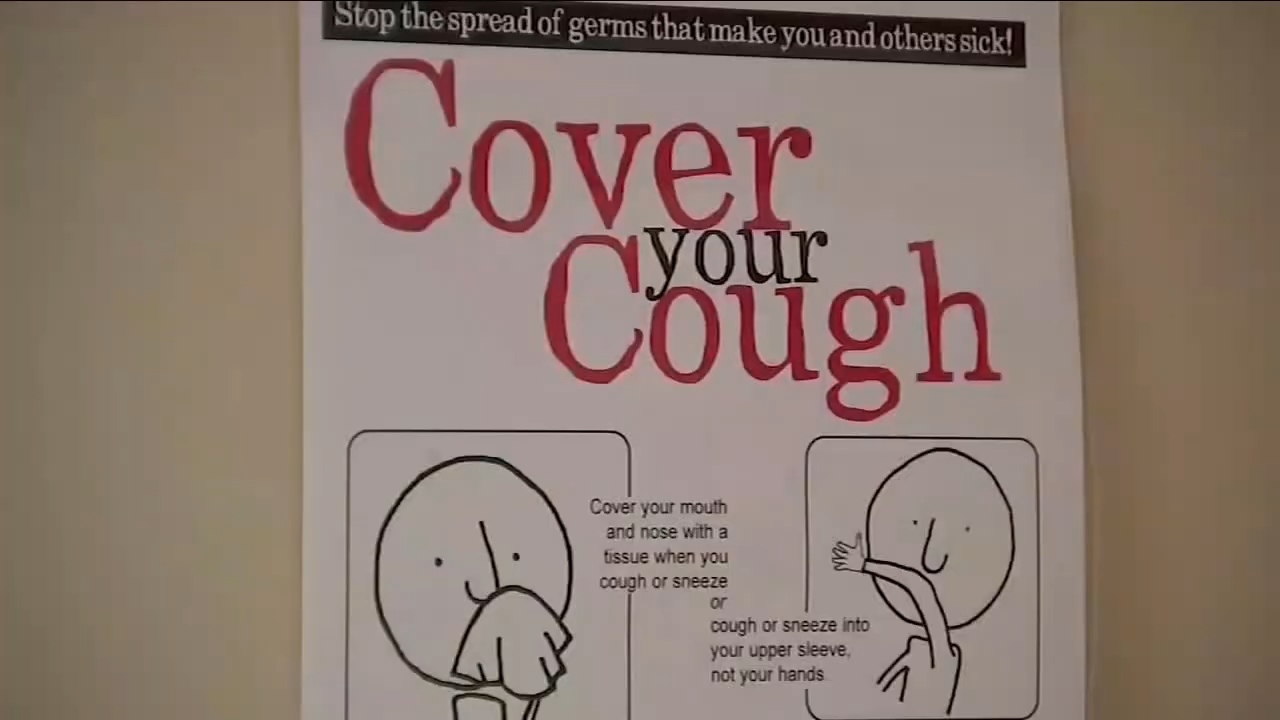 Stop the spread of germs that make you and others sick!
Cover
your
Cough
Cover your mouth
and nose with a
tissue when you
cough or sneeze
or
cough or sneeze into
your upper sleeve,
not your hands.